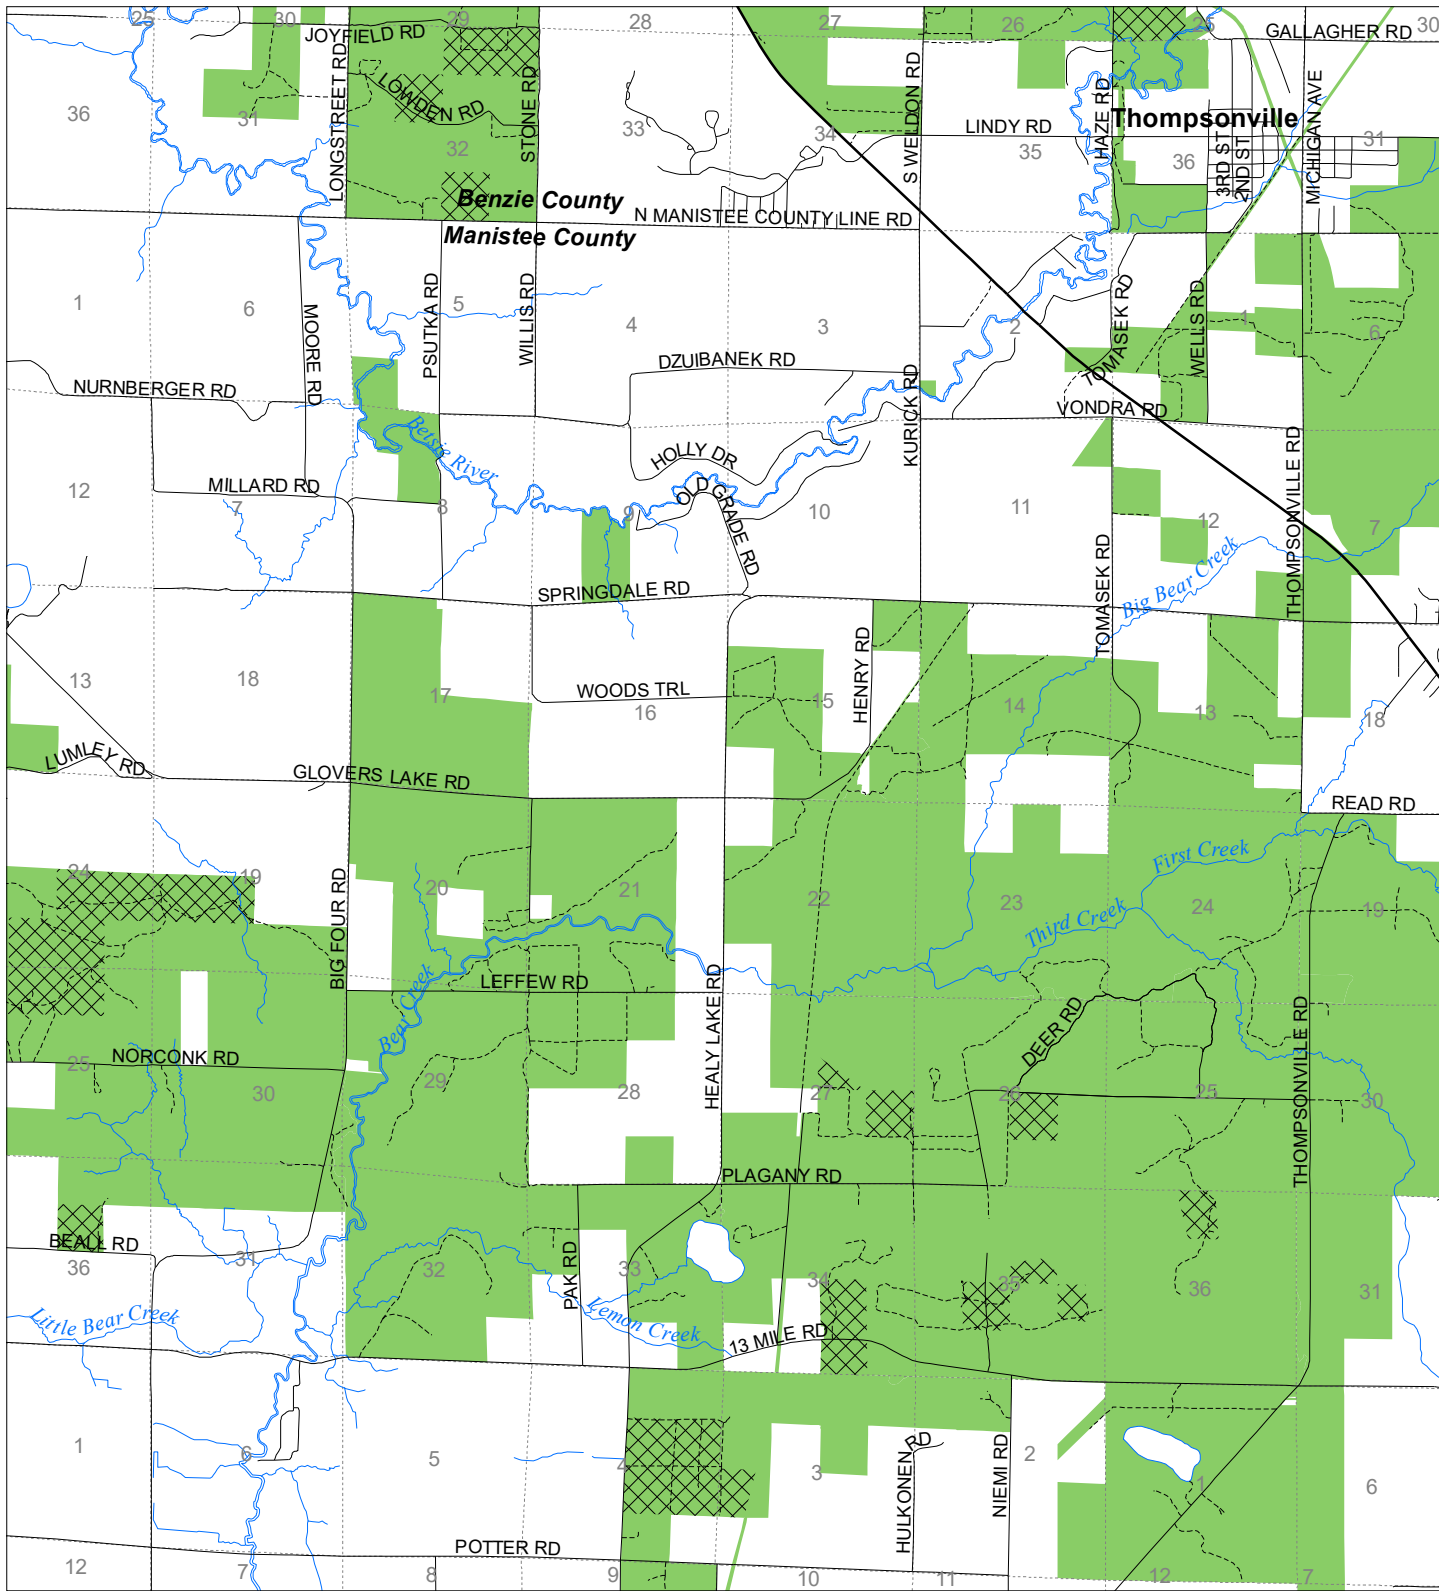 25
30
29
28
27
26
25
30
JOYFIELD RD
GALLAGHER RD
LONGSTREET RD
LOWDEN RD
STONE RD
S WELDON RD
HAZE RD
MICHIGAN AVE
36
31
32
33
34
35
36
31
LINDY RD
Thompsonville
3RD ST
2ND ST
Benzie County
Manistee County
N MANISTEE COUNTY LINE RD
1
6
5
4
3
2
1
6
MOORE RD
PSUTKA RD
WILLIS RD
DZUIBANEK RD
KURICK RD
TOMASEK RD
TOMASEK RD
WELLS RD
NURNBERGER RD
VONDRA RD
Betsie River
HOLLY DR
OLD GRADE RD
THOMPSONVILLE RD
12
MILLARD RD
7
8
9
10
11
12
7
SPRINGDALE RD
Big Bear Creek
TOMASEK RD
HENRY RD
13
18
17
WOODS TRL
16
15
14
13
18
LUMLEY RD
GLOVERS LAKE RD
READ RD
First Creek
24
19
20
21
22
23
24
19
BIG FOUR RD
Third Creek
LEFFEW RD
Bear Creek
HEALY LAKE RD
DEER RD
THOMPSONVILLE RD
NORCONK RD
25
30
29
28
27
26
25
30
PLAGANY RD
BEALL RD
36
31
32
PAK RD
33
34
35
36
31
Little Bear Creek
Lemon Creek
13 MILE RD
1
6
5
4
3
HULKONEN RD
NIEMI RD
2
1
6
POTTER RD
12
7
8
9
10
11
12
7